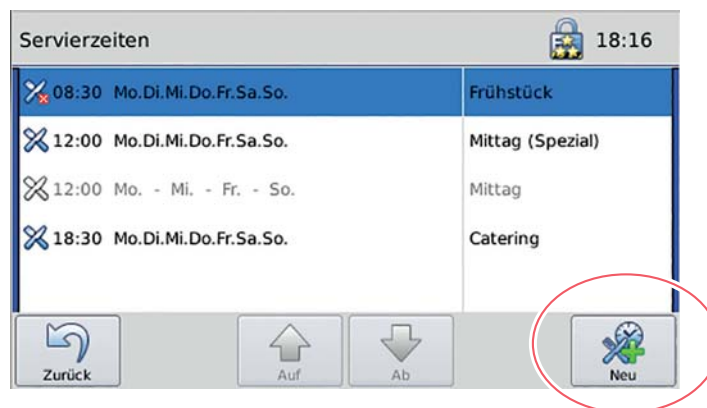 Servierzeiten 18:16
08:30 Mo.Di.Mi.Do.Fr.Sa.So. Frühstück
12:00 Mo.Di.Mi.Do.Fr.Sa.So. Mittag (Spezial)
12:00 Mo. - Mi. - Fr. - So. Mittag
18:30 Mo.Di.Mi.Do.Fr.Sa.So. Catering
Zurück Auf Ab Neu